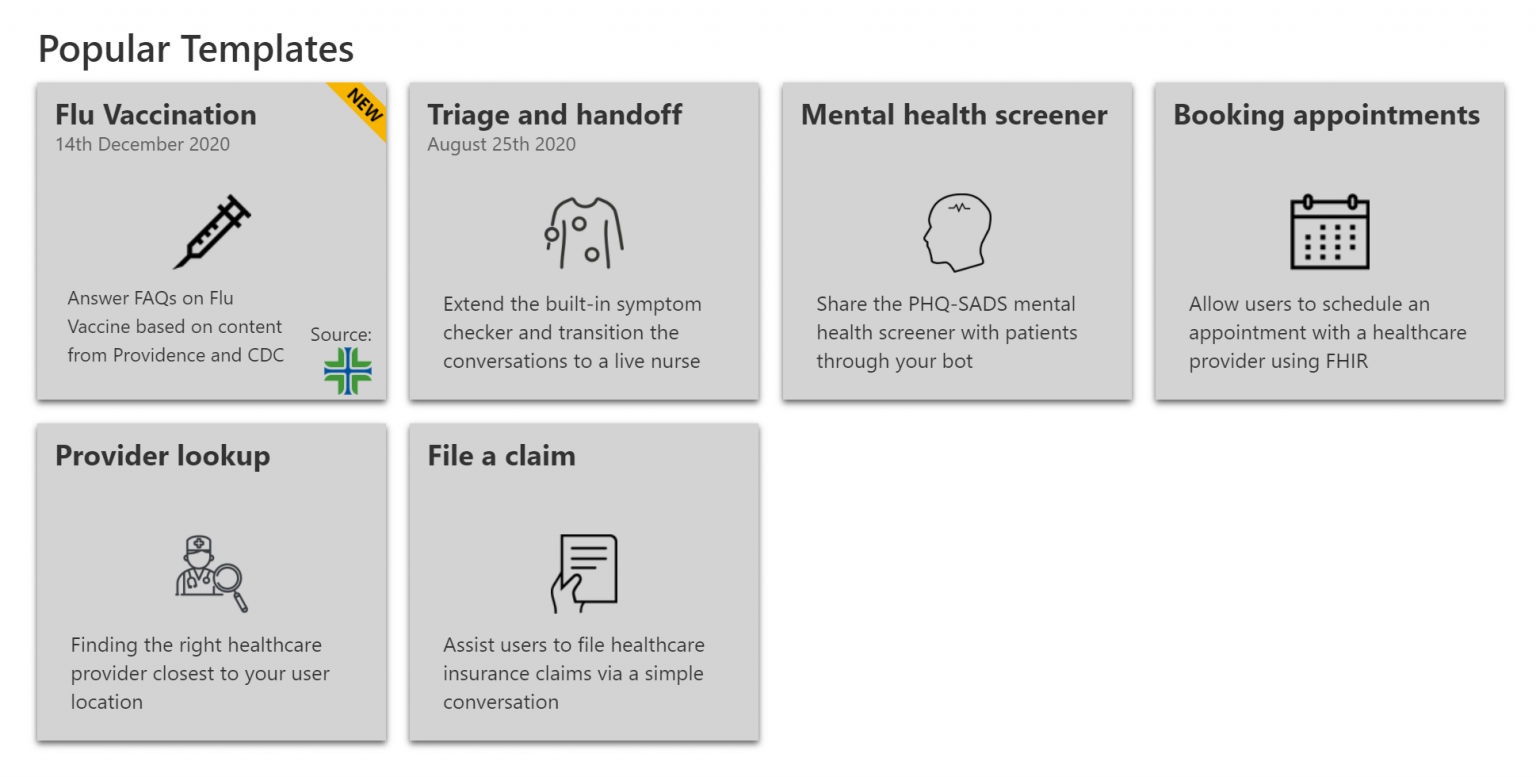 Popular Templates
Flu Vaccination
14th December 2020
NEW
Answer FAQs on Flu
Vaccine based on content
from Providence and CDC
Source:
Triage and handoff
August 25th 2020
Extend the built-in symptom
checker and transition the
conversations to a live nurse
Mental health screener
Share the PHQ-SADS mental
health screener with patients
through your bot
Booking appointments
Allow users to schedule an
appointment with a healthcare
provider using FHIR
Provider lookup
Finding the right healthcare
provider closest to your user
location
File a claim
Assist users to file healthcare
insurance claims via a simple
conversation